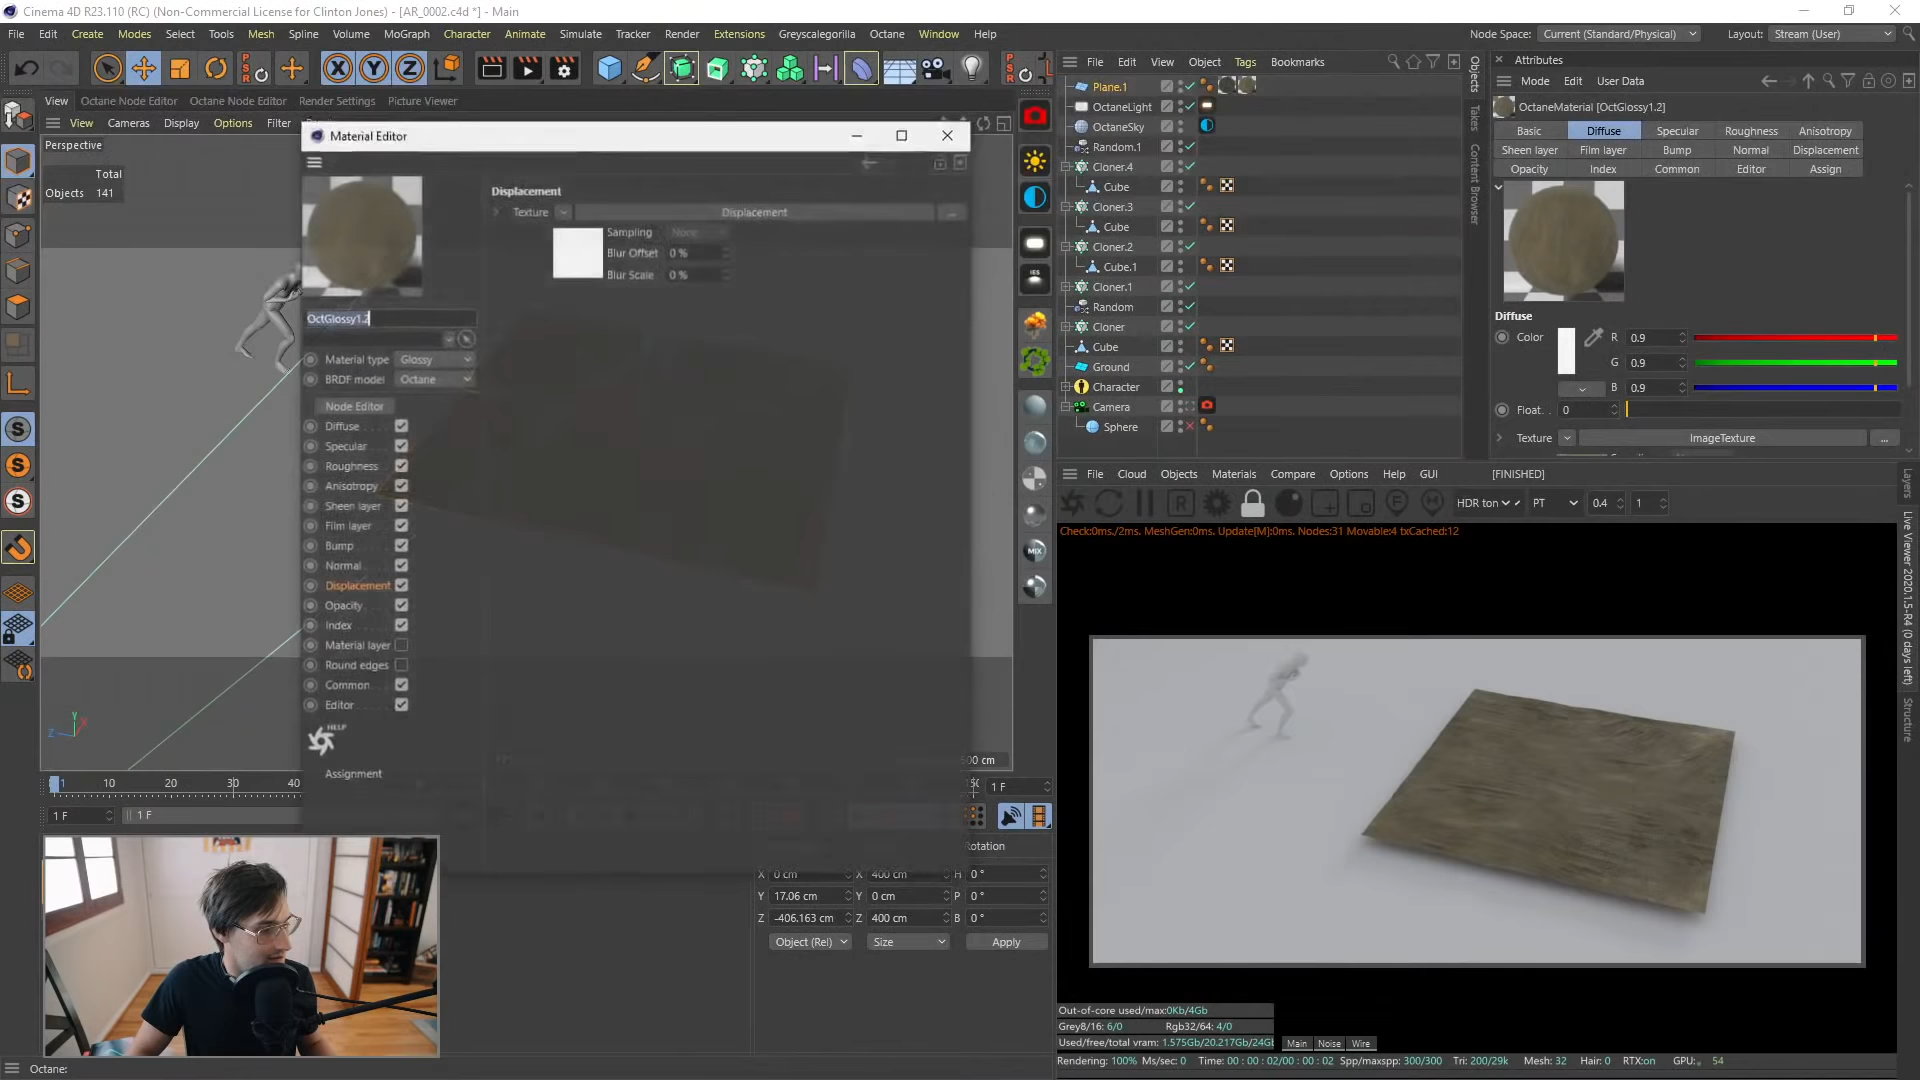 Cinema 4D R23.110 (RC) (Non-Commercial License for Clinton Jones) - [AR_0002.c4d *] - Main
File Edit Create Modes Select Tools Mesh Spline Volume MoGraph Character Animate Simulate Tracker Render Extensions Greyscalegorilla Octane Window Help
Node Space: Current (Standard/Physical) Layout: Stream (User)
View Octane Node Editor Octane Node Editor Render Settings Picture Viewer
View Cameras Display Options Filter
Perspective
Total
Objects 141
Material Editor
OctGlossy1.2
Material type Glossy
BRDF model Octane
Node Editor
Diffuse
Specular
Roughness
Anisotropy
Sheen layer
Film layer
Bump
Normal
Displacement
Opacity
Index
Material layer
Round edges
Common
Editor
HELP
Assignment
Displacement
Texture Displacement ...
Sampling None
Blur Offset 0 %
Blur Scale 0 %
File Edit View Object Tags Bookmarks
Plane.1
OctaneLight
OctaneSky
Random.1
Cloner.4
Cube
Cloner.3
Cube
Cloner.2
Cube.1
Cloner.1
Random
Cloner
Cube
Ground
Character
Camera
Sphere
Objects
Takes
Content Browser
Attributes
Mode Edit User Data
OctaneMaterial [OctGlossy1.2]
Basic Diffuse Specular Roughness Anisotropy
Sheen layer Film layer Bump Normal Displacement
Opacity Index Common Editor Assign
Diffuse
Color R 0.9
G 0.9
B 0.9
Float. . 0
Texture ImageTexture ...
File Cloud Objects Materials Compare Options Help GUI [FINISHED]
HDR ton PT 0.4 1
Check:0ms./2ms. MeshGen:0ms. Update[M]:0ms. Nodes:31 Movable:4 txCached:12
Layers
Live Viewer 2020.1.5-R4 (0 days left)
Structure
IES
MIX
500 cm
0 10 20 30 40
1 F
1 F 1 F
Rotation
X 0 cm X 400 cm H 0 °
Y 17.06 cm Y 0 cm P 0 °
Z -406.163 cm Z 400 cm B 0 °
Object (Rel) Size Apply
Out-of-core used/max:0Kb/4Gb
Grey8/16: 6/0 Rgb32/64: 4/0
Used/free/total vram: 1.575Gb/20.217Gb/24Gb Main Noise Wire
Rendering: 100% Ms/sec: 0 Time: 00 : 00 : 02/00 : 00 : 02 Spp/maxspp: 300/300 Tri: 200/29k Mesh: 32 Hair: 0 RTX:on GPU: 54
Octane: